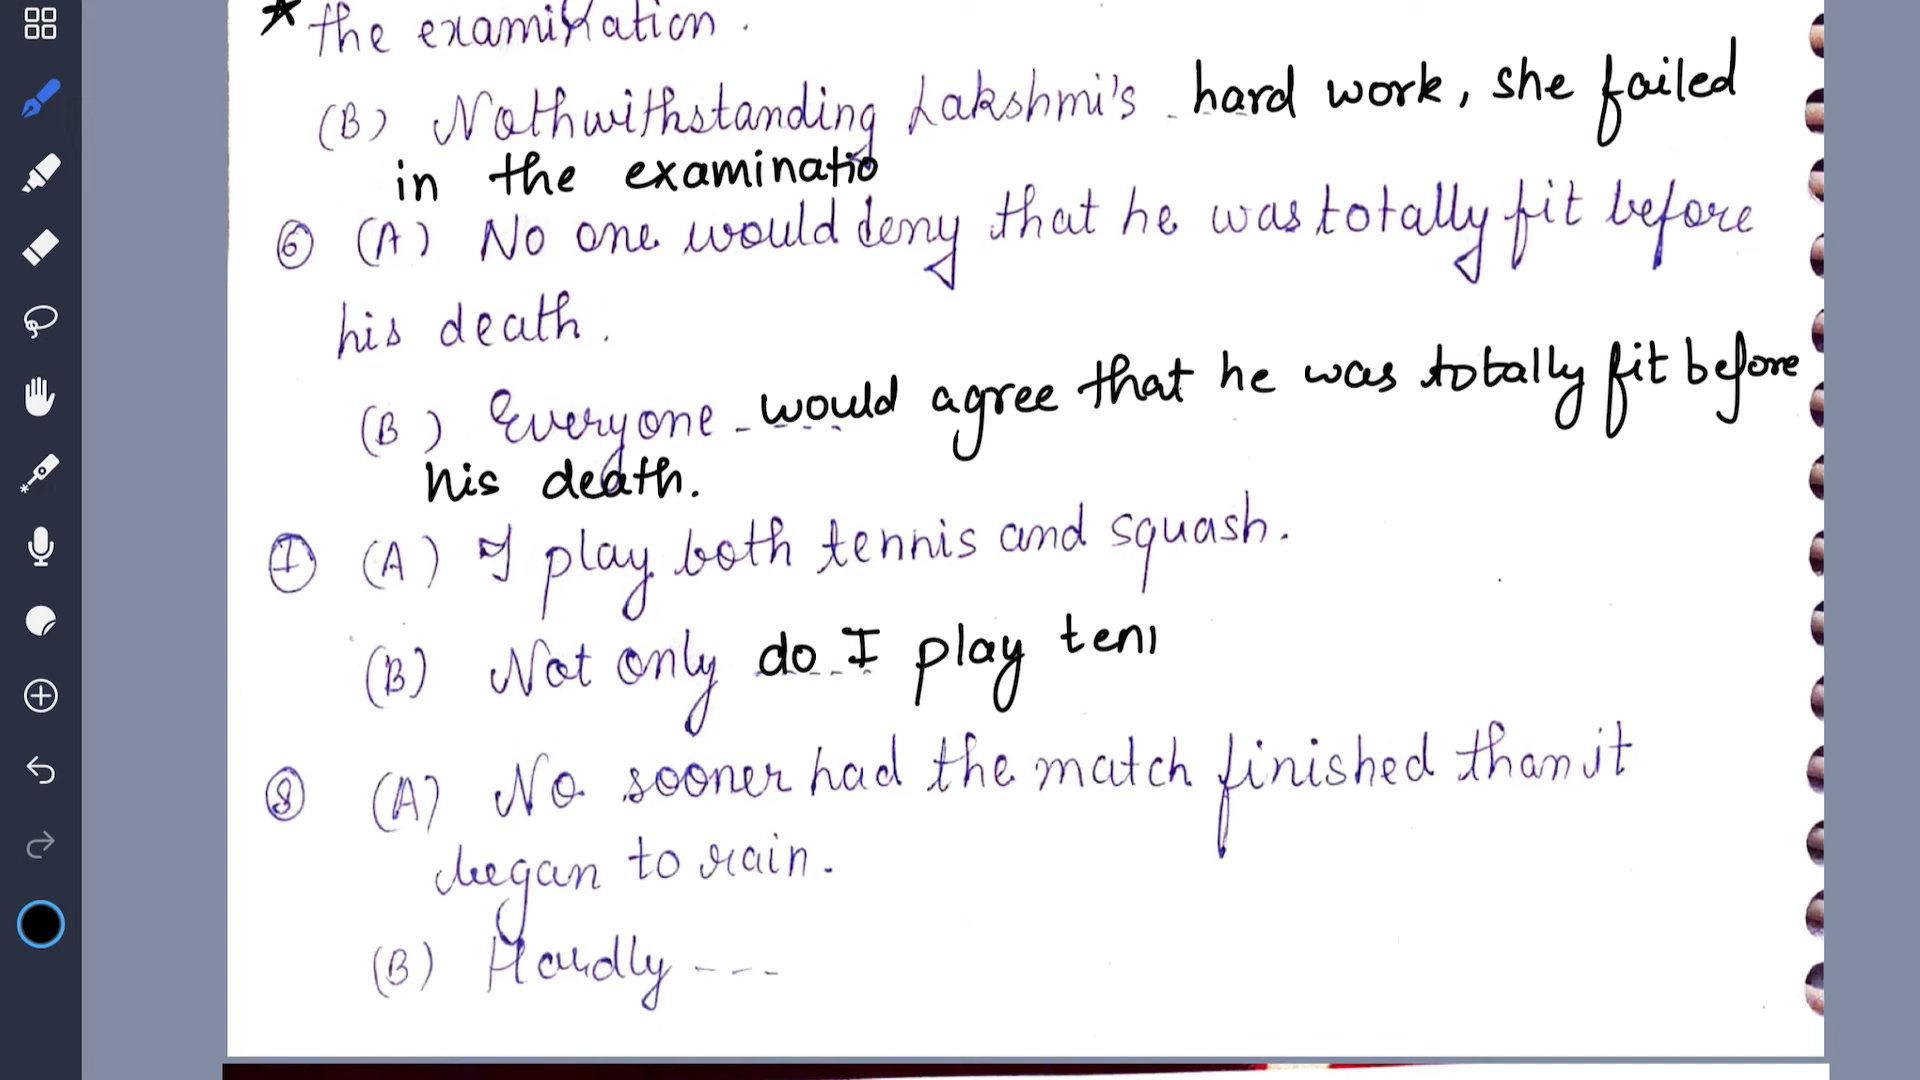 * the examination.
(B) Nothwithstanding Lakshmi's hard work, she failed
in the examinatio
⑥ (A) No one would deny that he was totally fit before
his death.
(B) Everyone would agree that he was totally fit before
his death.
⑦ (A) I play both tennis and squash.
(B) Not only do I play ten
⑧ (A) No sooner had the match finished than it
began to rain.
(B) Hardly ---